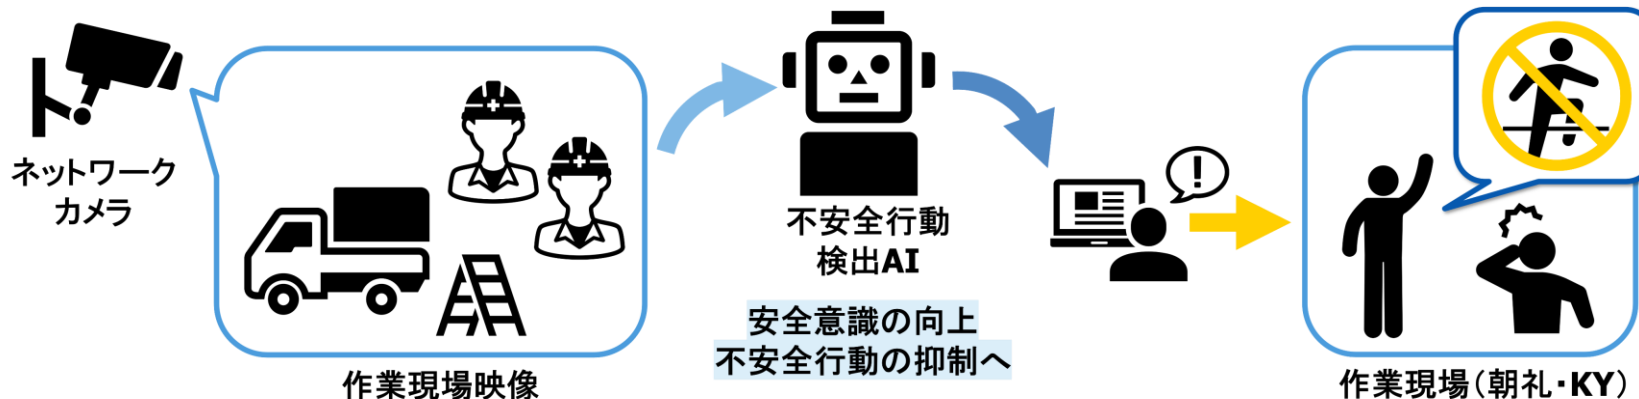 ネットワーク
カメラ
作業現場映像
不安全行動
検出AI
安全意識の向上
不安全行動の抑制へ
!
作業現場（朝礼・KY）